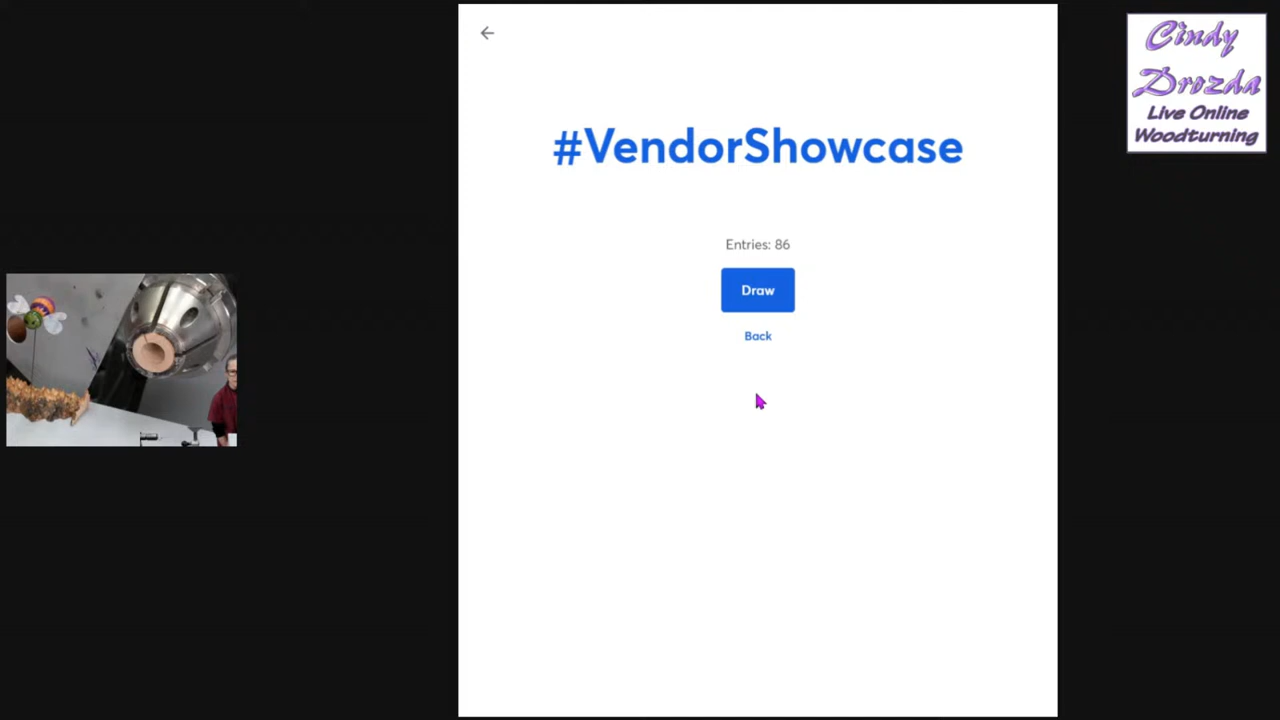 #VendorShowcase
Entries: 86
Draw
Back
Cindy
Drozda
Live Online
Woodturning